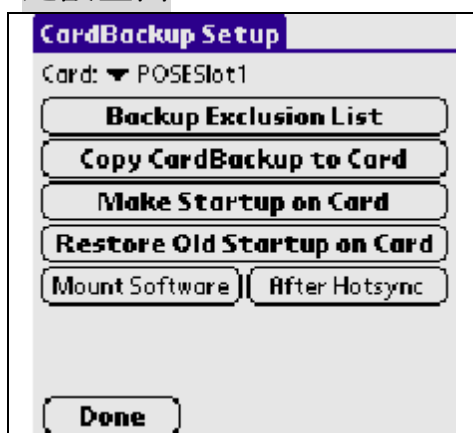 CardBackup Setup
Card: POSESlot1
Backup Exclusion List
Copy CardBackup to Card
Make Startup on Card
Restore Old Startup on Card
Mount Software After Hotsync
Done